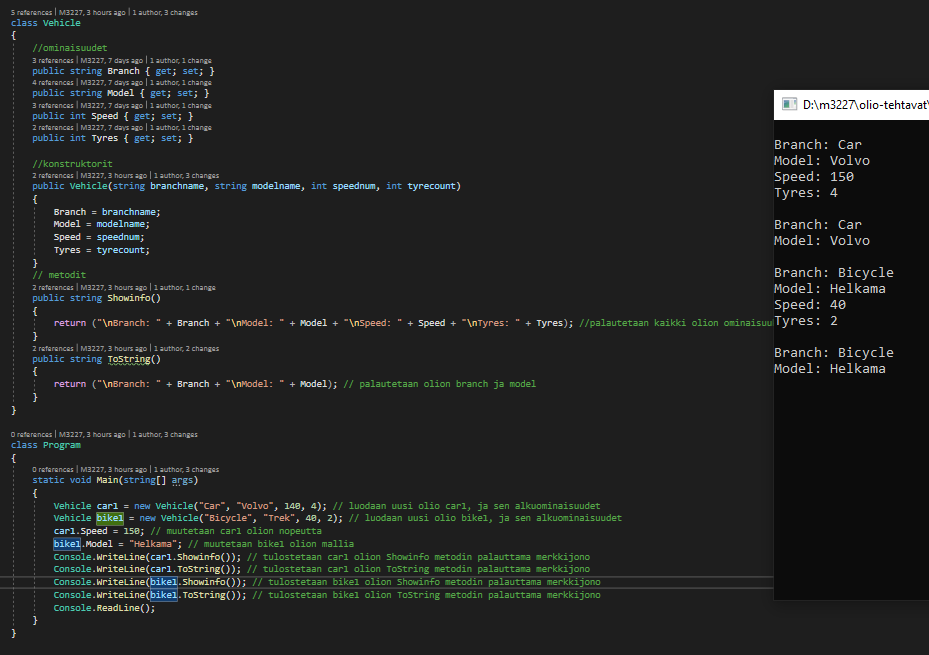 5 references | M3227, 3 hours ago | 1 author, 3 changes
class Vehicle
{
//ominaisuudet
3 references | M3227, 7 days ago | 1 author, 1 change
public string Branch { get; set; }
4 references | M3227, 7 days ago | 1 author, 1 change
public string Model { get; set; }
3 references | M3227, 7 days ago | 1 author, 1 change
public int Speed { get; set; }
2 references | M3227, 7 days ago | 1 author, 1 change
public int Tyres { get; set; }
//konstruktorit
2 references | M3227, 3 hours ago | 1 author, 3 changes
public Vehicle(string branchname, string modelname, int speednum, int tyrecount)
{
Branch = branchname;
Model = modelname;
Speed = speednum;
Tyres = tyrecount;
}
// metodit
2 references | M3227, 3 hours ago | 1 author, 1 change
public string Showinfo()
{
return ("\nBranch: " + Branch + "\nModel: " + Model + "\nSpeed: " + Speed + "\nTyres: " + Tyres); //palautetaan kaikki olion ominaisuu
}
2 references | M3227, 3 hours ago | 1 author, 2 changes
public string ToString()
{
return ("\nBranch: " + Branch + "\nModel: " + Model); // palautetaan olion branch ja model
}
}
0 references | M3227, 3 hours ago | 1 author, 3 changes
class Program
{
0 references | M3227, 3 hours ago | 1 author, 3 changes
static void Main(string[] args)
{
Vehicle car1 = new Vehicle("Car", "Volvo", 140, 4); // luodaan uusi olio car1, ja sen alkuominaisuudet
Vehicle bike1 = new Vehicle("Bicycle", "Trek", 40, 2); // luodaan uusi olio bike1, ja sen alkuominaisuudet
car1.Speed = 150; // muutetaan car1 olion nopeutta
bike1.Model = "Helkama"; // muutetaan bike1 olion mallia
Console.WriteLine(car1.Showinfo()); // tulostetaan car1 olion Showinfo metodin palauttama merkkijono
Console.WriteLine(car1.ToString()); // tulostetaan car1 olion ToString metodin palauttama merkkijono
Console.WriteLine(bike1.Showinfo()); // tulostetaan bike1 olion Showinfo metodin palauttama merkkijono
Console.WriteLine(bike1.ToString()); // tulostetaan bike1 olion ToString metodin palauttama merkkijono
Console.ReadLine();
}
}
D:\m3227\olio-tehtavat\
Branch: Car
Model: Volvo
Speed: 150
Tyres: 4
Branch: Car
Model: Volvo
Branch: Bicycle
Model: Helkama
Speed: 40
Tyres: 2
Branch: Bicycle
Model: Helkama